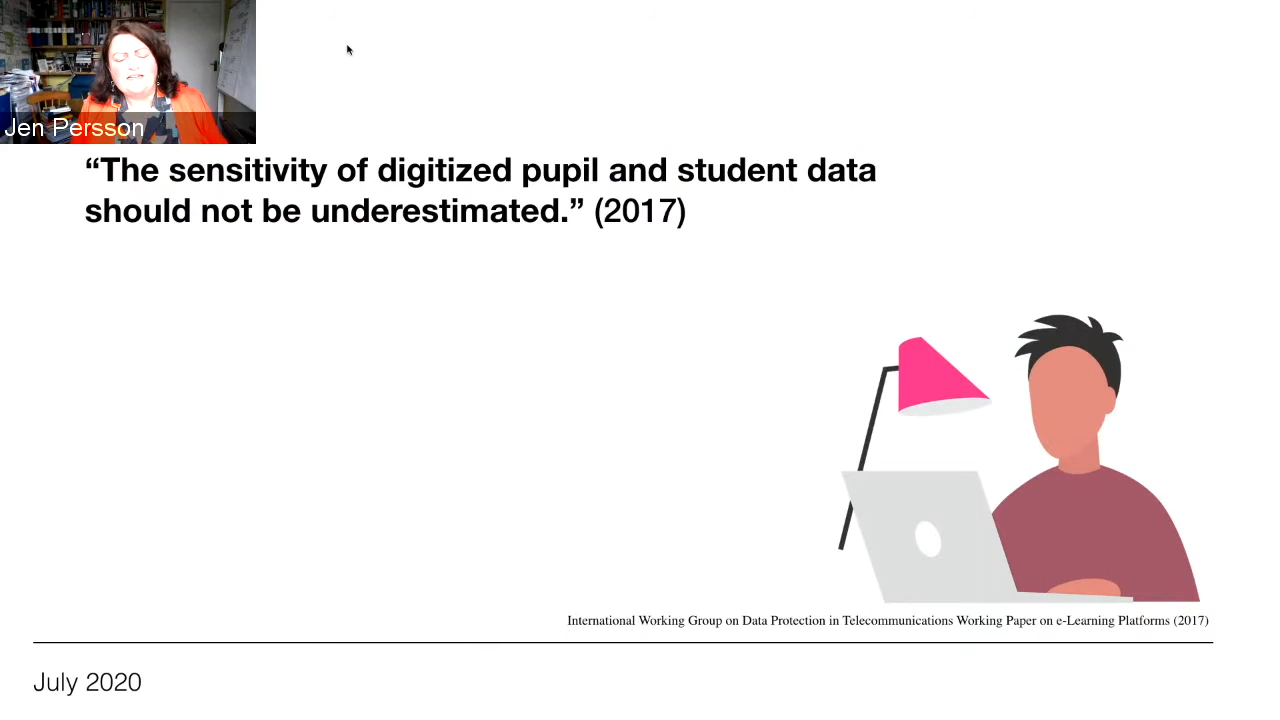 Jen Persson
“The sensitivity of digitized pupil and student data
should not be underestimated.” (2017)
International Working Group on Data Protection in Telecommunications Working Paper on e-Learning Platforms (2017)
July 2020